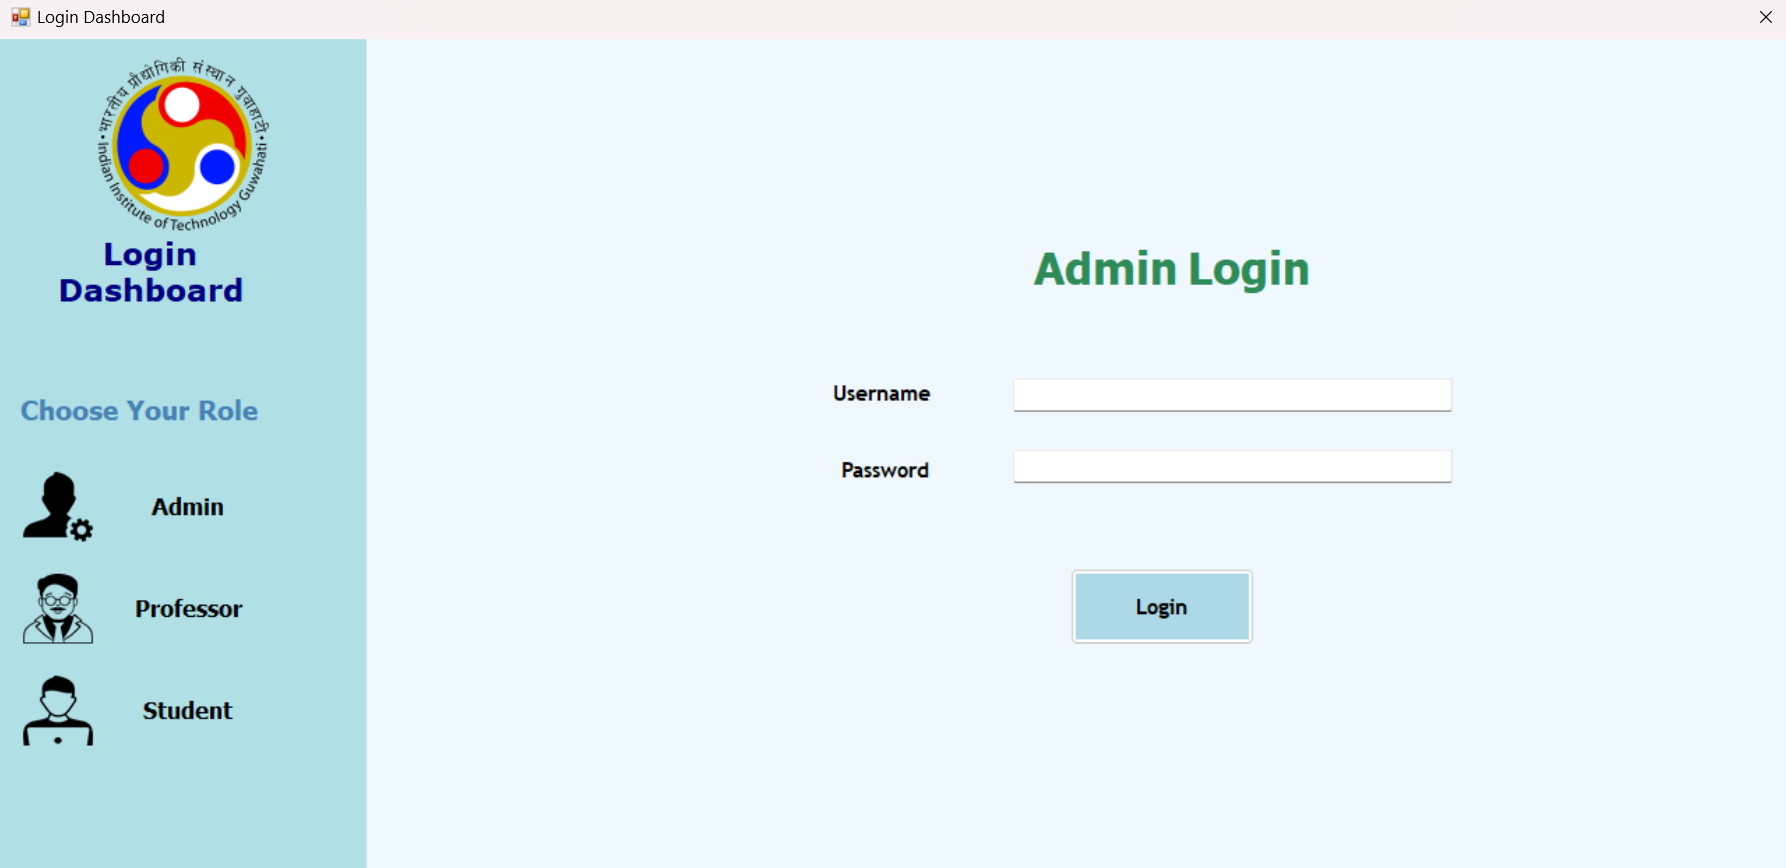 Login Dashboard
भारतीय प्रौद्योगिकी संस्थान गुवाहाटी
Indian Institute of Technology Guwahati
Login
Dashboard
Choose Your Role
Admin
Professor
Student
Admin Login
Username
Password
Login